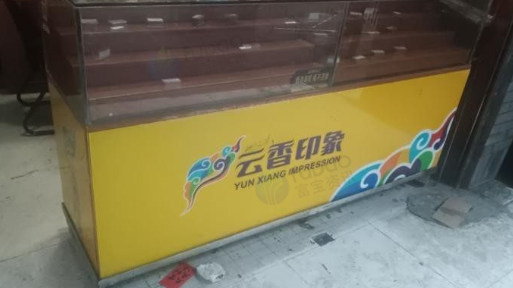 云香印象
YUN XIANG IMPRESSION